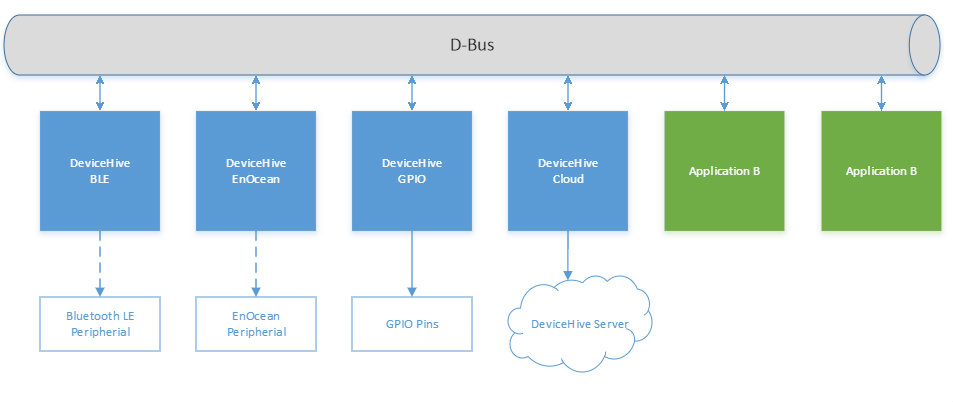 D-Bus
DeviceHive
BLE
DeviceHive
EnOcean
DeviceHive
GPIO
DeviceHive
Cloud
Application B
Application B
Bluetooth LE
Peripherial
EnOcean
Peripherial
GPIO Pins
DeviceHive Server